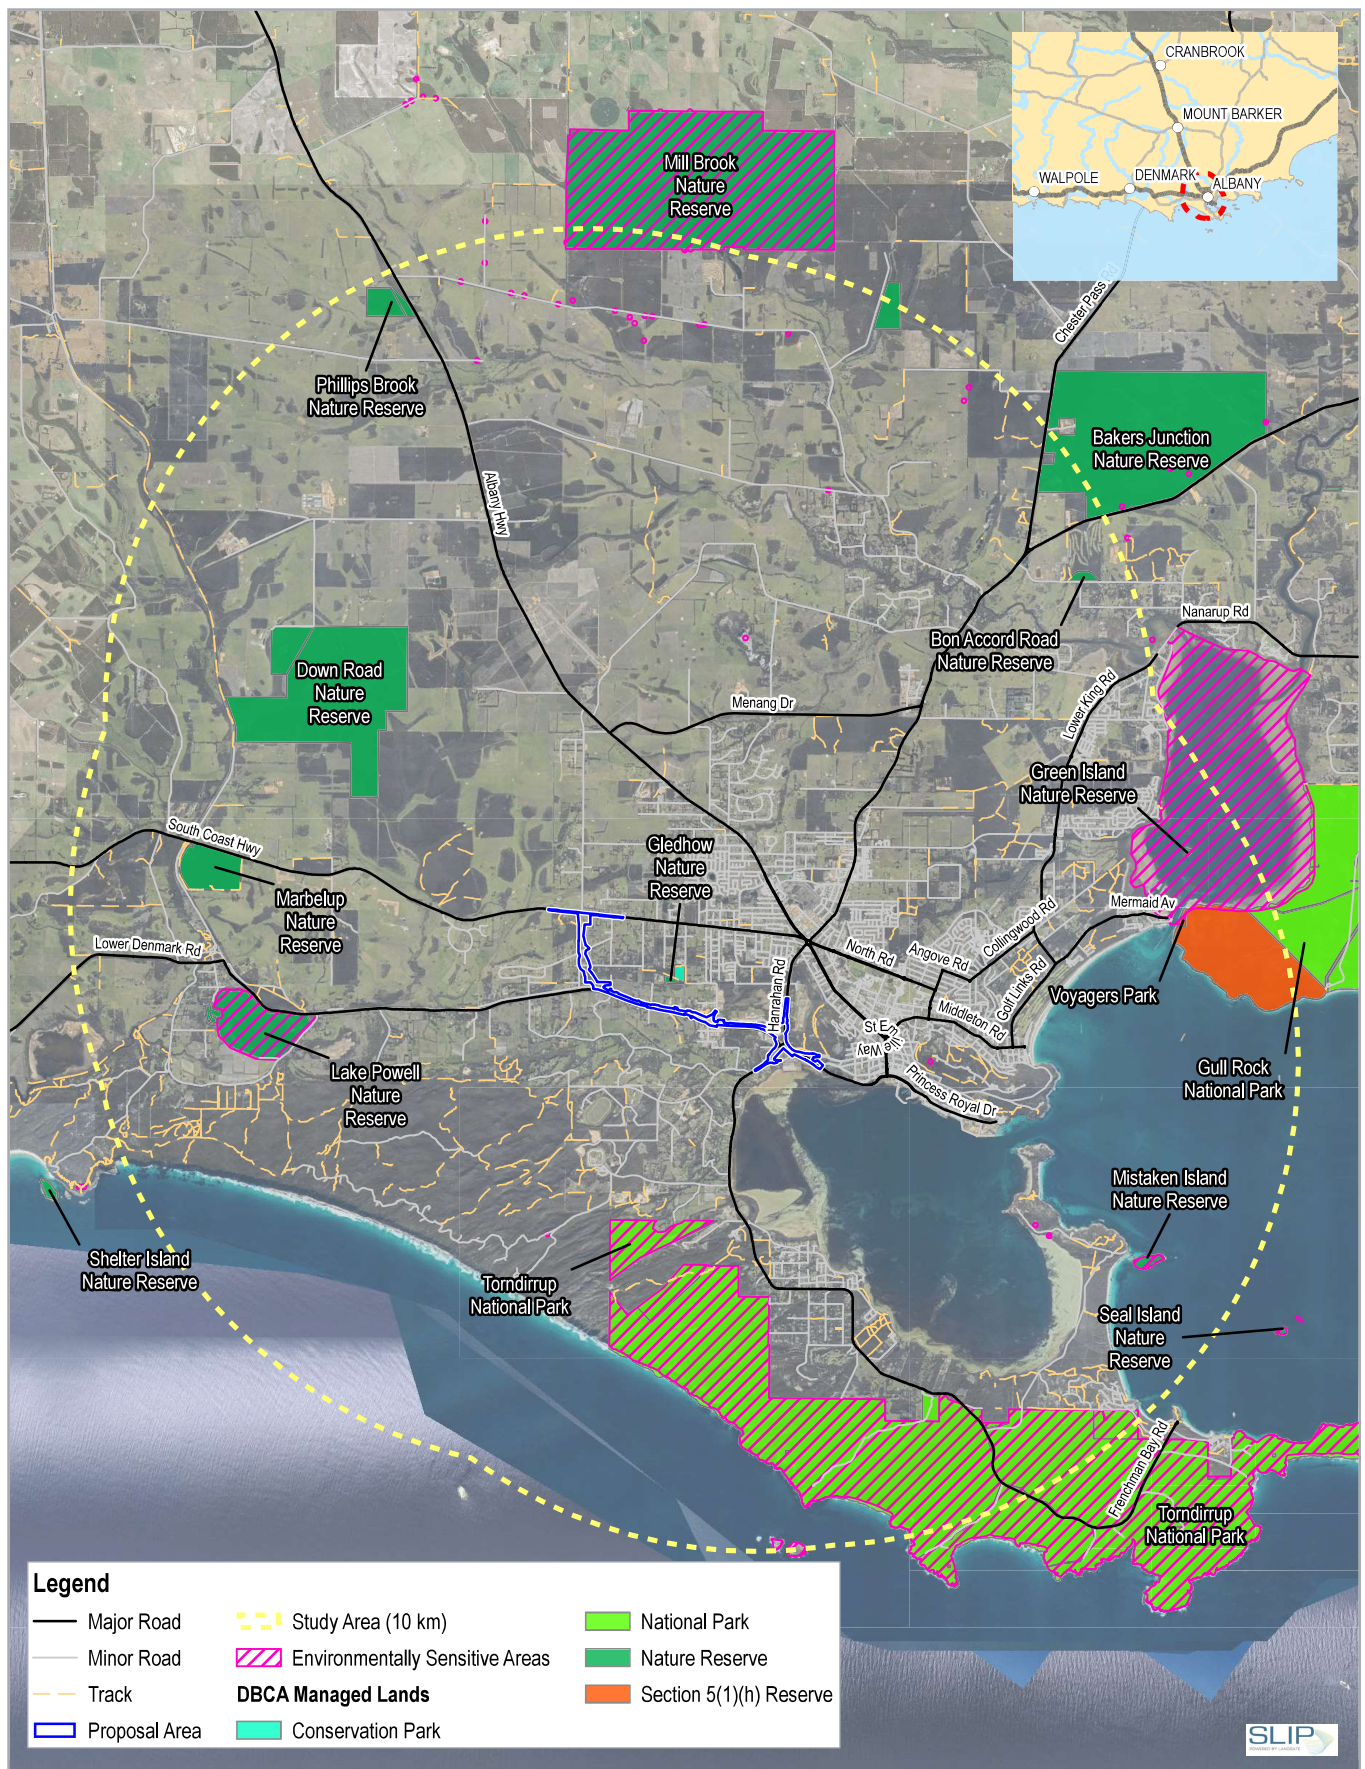 CRANBROOK
MOUNT BARKER
WALPOLE
DENMARK
ALBANY
Mill Brook
Nature
Reserve
Chester Pass Rd
Phillips Brook
Nature Reserve
Bakers Junction
Nature Reserve
Albany Hwy
Nanarup Rd
Bon Accord Road
Nature Reserve
Down Road
Nature
Reserve
Menang Dr
Lower King Rd
Green Island
Nature Reserve
South Coast Hwy
Gledhow
Nature
Reserve
Marbelup
Nature
Reserve
Mermaid Av
Collingwood Rd
Lower Denmark Rd
North Rd
Angove Rd
Golf Links Rd
Hanrahan Rd
Voyagers Park
Middleton Rd
St Emilie Way
Lake Powell
Nature
Reserve
Princess Royal Dr
Gull Rock
National Park
Mistaken Island
Nature Reserve
Shelter Island
Nature Reserve
Torndirrup
National Park
Seal Island
Nature
Reserve
Frenchman Bay Rd
Torndirrup
National Park
Legend
Major Road
Minor Road
Track
Proposal Area
Study Area (10 km)
Environmentally Sensitive Areas
DBCA Managed Lands
Conservation Park
National Park
Nature Reserve
Section 5(1)(h) Reserve
SLIP
POWERED BY LANDGATE